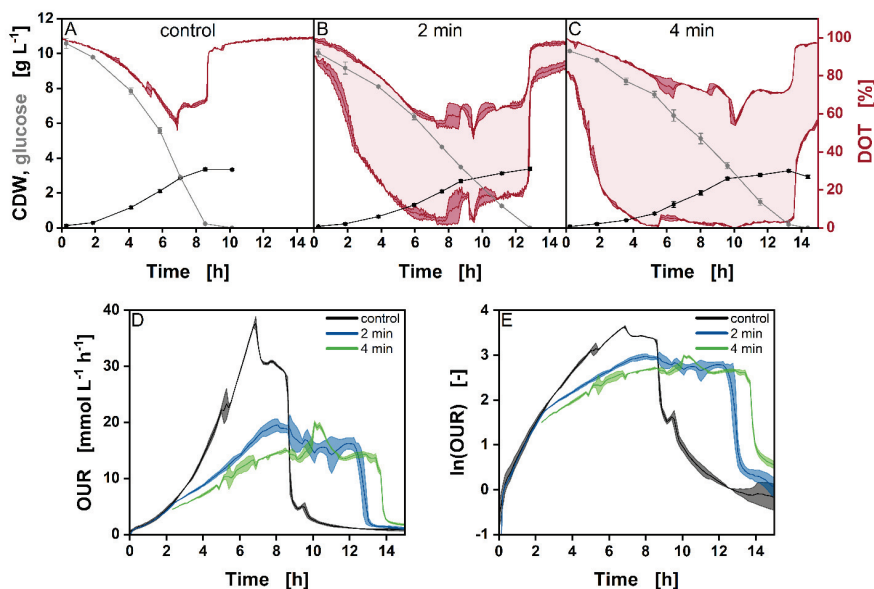 A control
B 2 min
C 4 min
CDW, glucose [g L-1]
12
10
8
6
4
2
0
100
80
60
40
20
0
DOT [%]
0 2 4 6 8 10 12 14
0 2 4 6 8 10 12 14
0 2 4 6 8 10 12 14
Time [h]
Time [h]
Time [h]
D
control
2 min
4 min
OUR [mmol L-1 h-1]
40
30
20
10
0
0 2 4 6 8 10 12 14
Time [h]
E
control
2 min
4 min
ln(OUR) [-]
4
3
2
1
0
-1
0 2 4 6 8 10 12 14
Time [h]